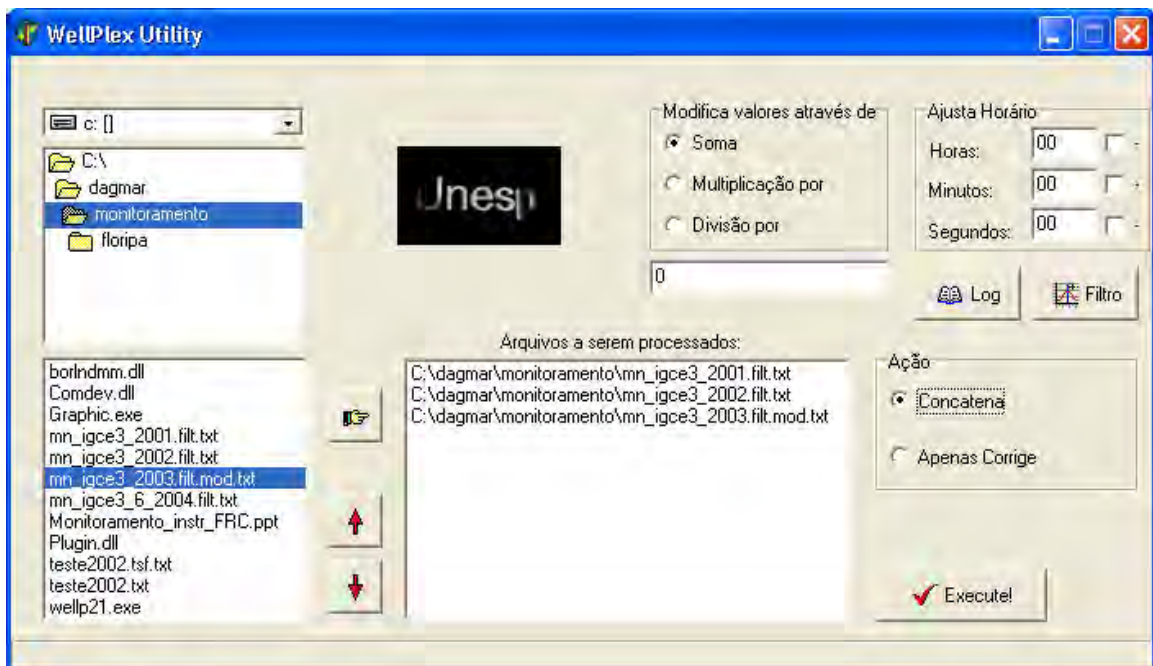 WellPlex Utility
c: []
C:\
dagmar
monitoramento
floripa
Unesp
Modifica valores através de
Soma
Multiplicação por
Divisão por
0
Ajusta Horário
Horas: 00 -
Minutos: 00 -
Segundos: 00 -
Log
Filtro
borlndmm.dll
Comdev.dll
Graphic.exe
mn_igce3_2001.filt.txt
mn_igce3_2002.filt.txt
mn_igce3_2003.filt.mod.txt
mn_igce3_6_2004.filt.txt
Monitoramento_instr_FRC.ppt
Plugin.dll
teste2002.tsf.txt
teste2002.txt
wellp21.exe
Arquivos a serem processados:
C:\dagmar\monitoramento\mn_igce3_2001.filt.txt
C:\dagmar\monitoramento\mn_igce3_2002.filt.txt
C:\dagmar\monitoramento\mn_igce3_2003.filt.mod.txt
Ação
Concatena
Apenas Corrige
Execute!